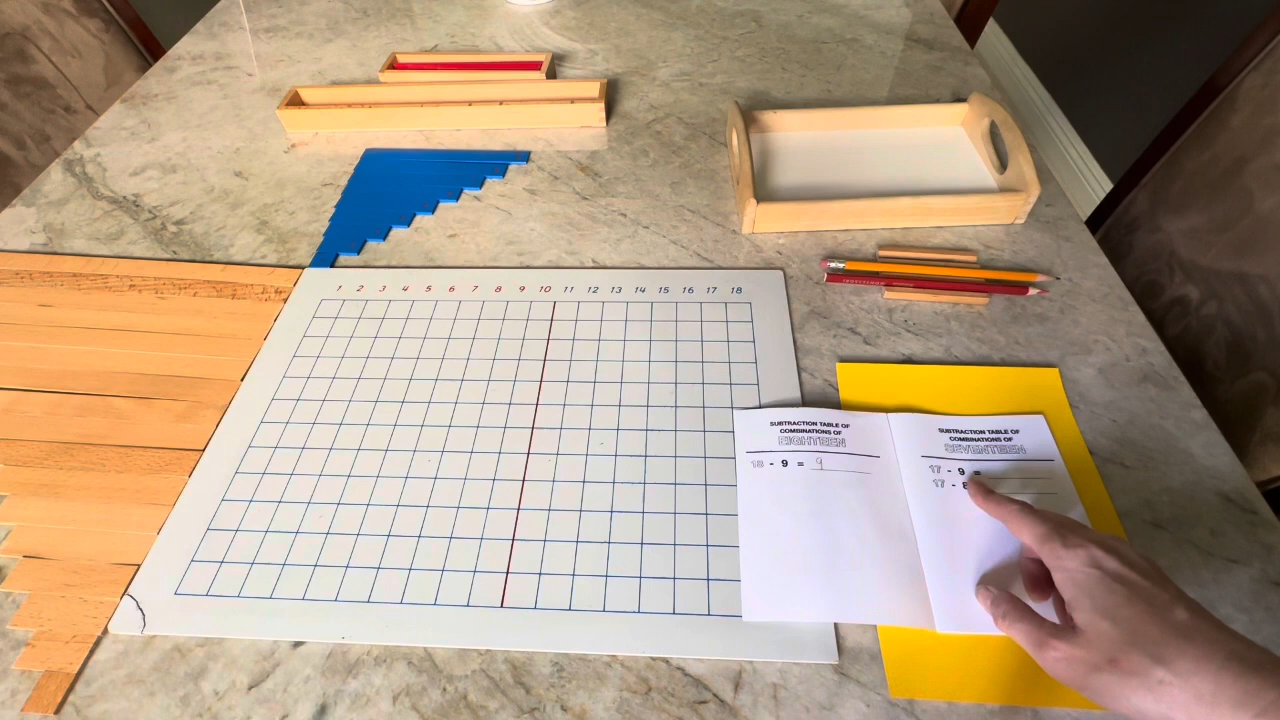 1 2 3 4 5 6 7 8 9 10 11 12 13 14 15 16 17 18
SUBTRACTION TABLE OF
COMBINATIONS OF
EIGHTEEN
18 - 9 = 9
SUBTRACTION TABLE OF
COMBINATIONS OF
SEVENTEEN
17 - 9 =
17 -